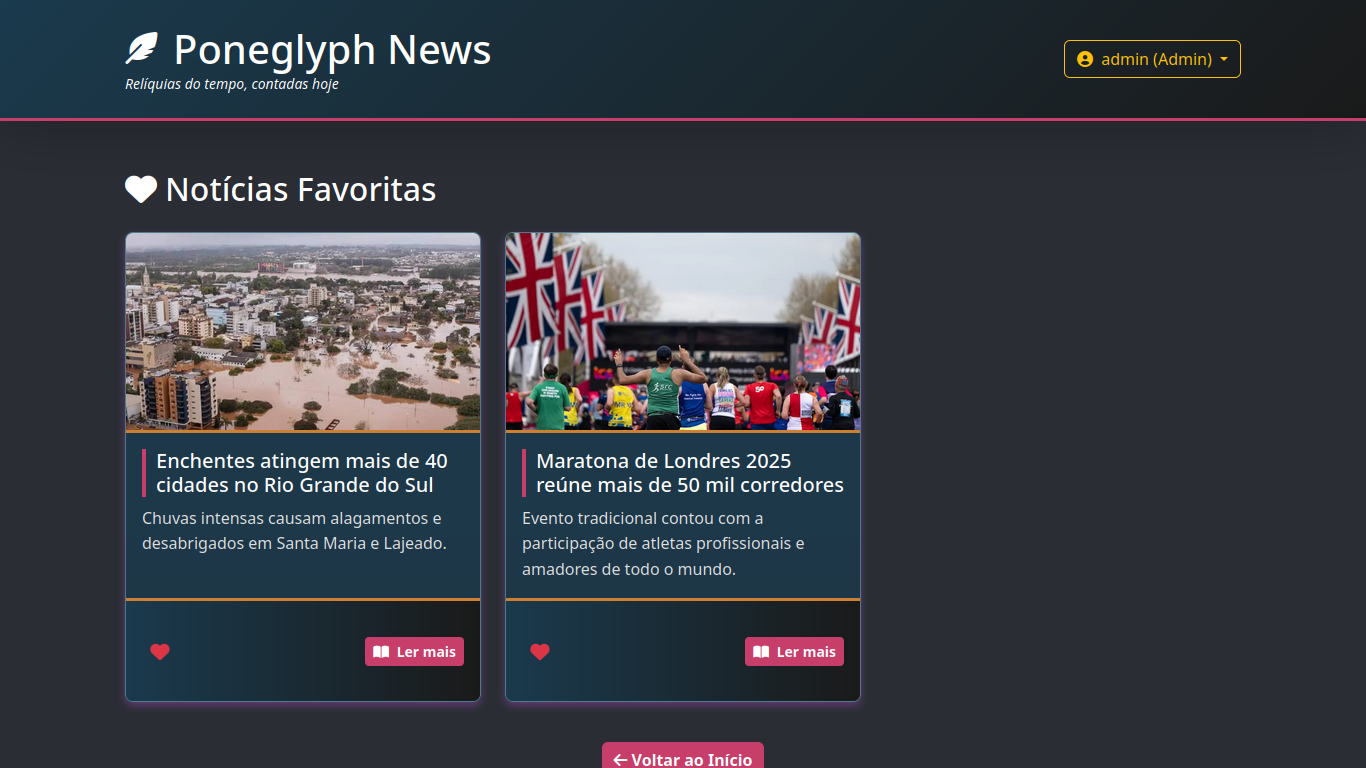 Poneglyph News
Relíquias do tempo, contadas hoje
admin (Admin)
Notícias Favoritas
Enchentes atingem mais de 40
cidades no Rio Grande do Sul
Chuvas intensas causam alagamentos e
desabrigados em Santa Maria e Lajeado.
Ler mais
Maratona de Londres 2025
reúne mais de 50 mil corredores
Evento tradicional contou com a
participação de atletas profissionais e
amadores de todo o mundo.
Ler mais
Voltar ao Início